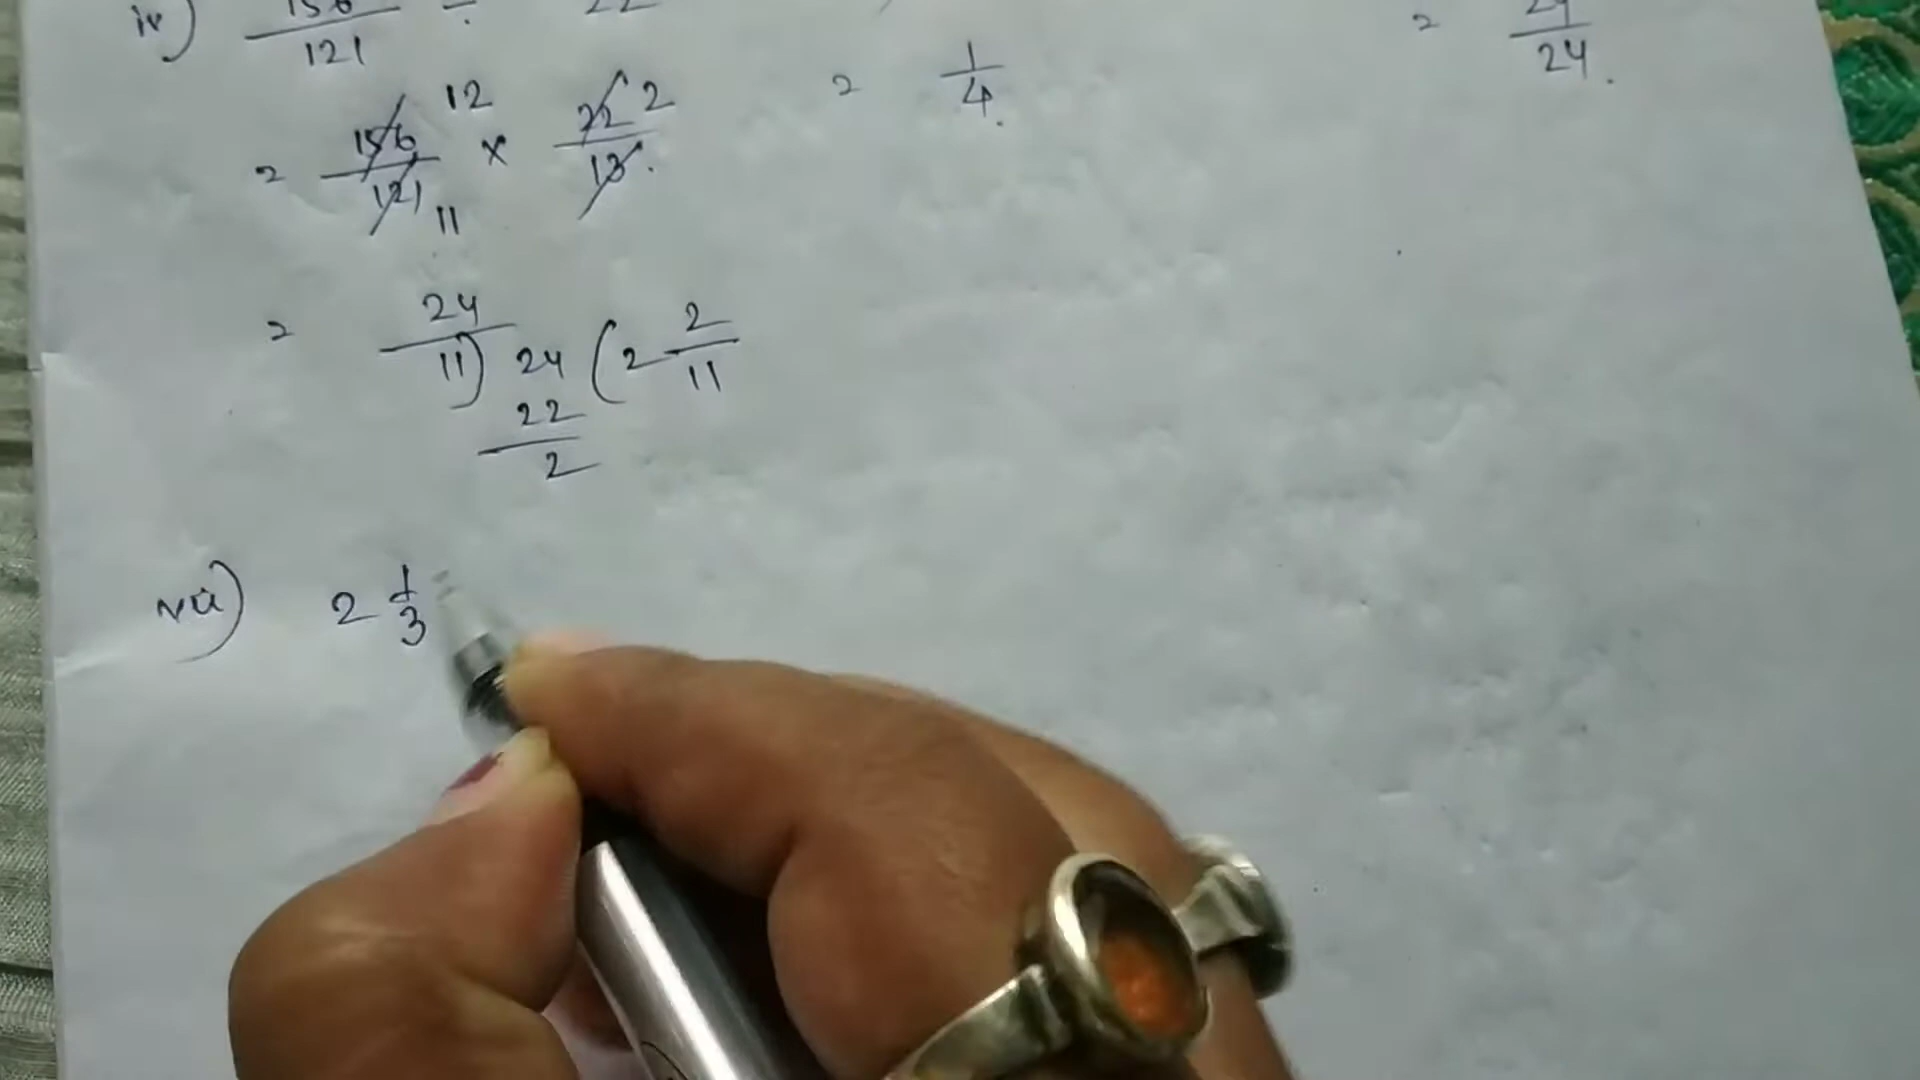 iv) 156/121 ÷
= 156/121 12 11 × 22/13 2
= 24/11) 24 (2 2/11
22
2
= 1/4.
= 24/24.
vii) 2 1/3